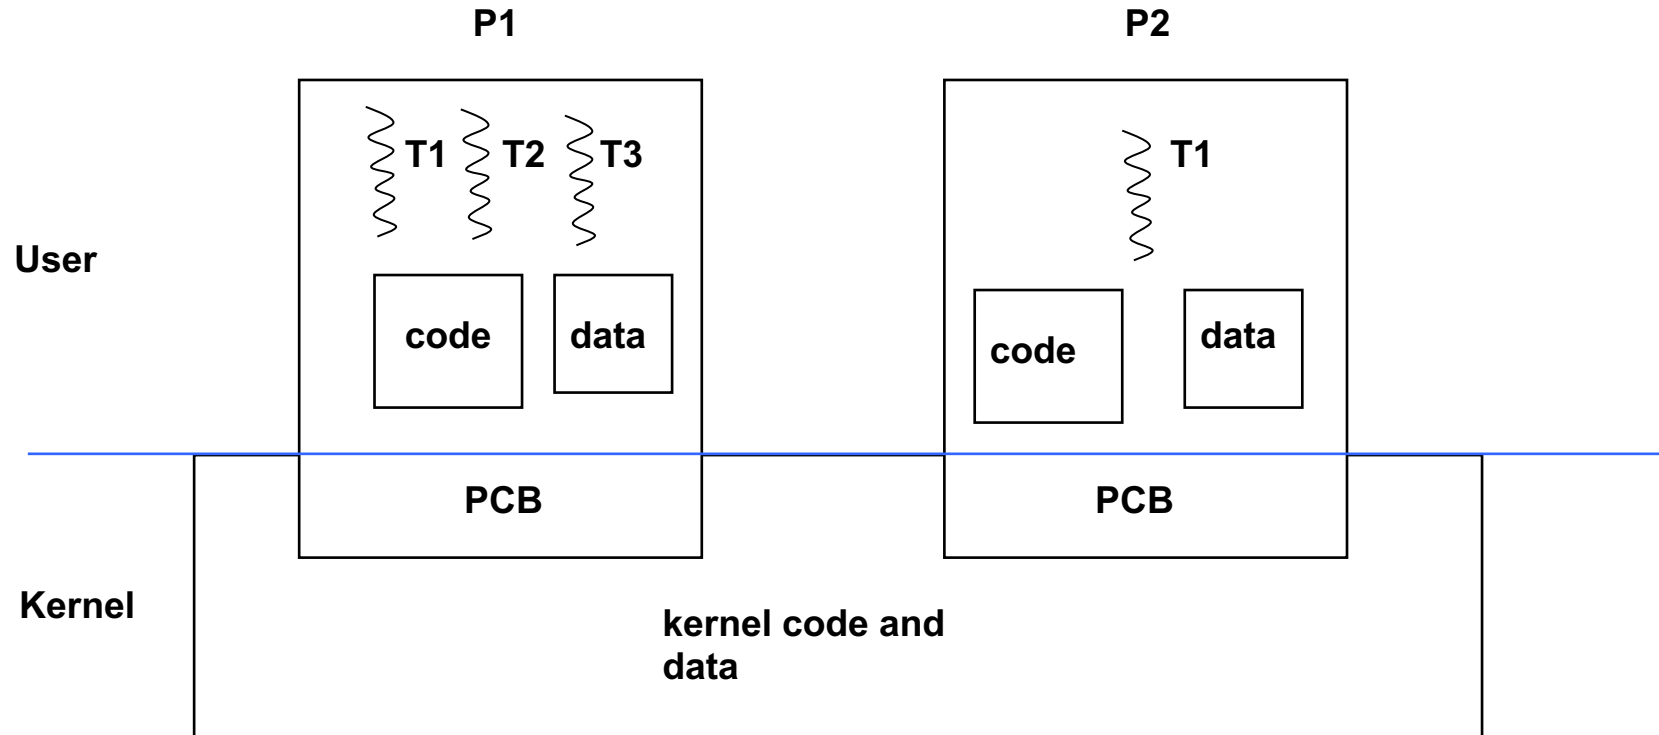 P1
P2
T1
T2
T3
T1
User
code
data
code
data
PCB
PCB
Kernel
kernel code and
data